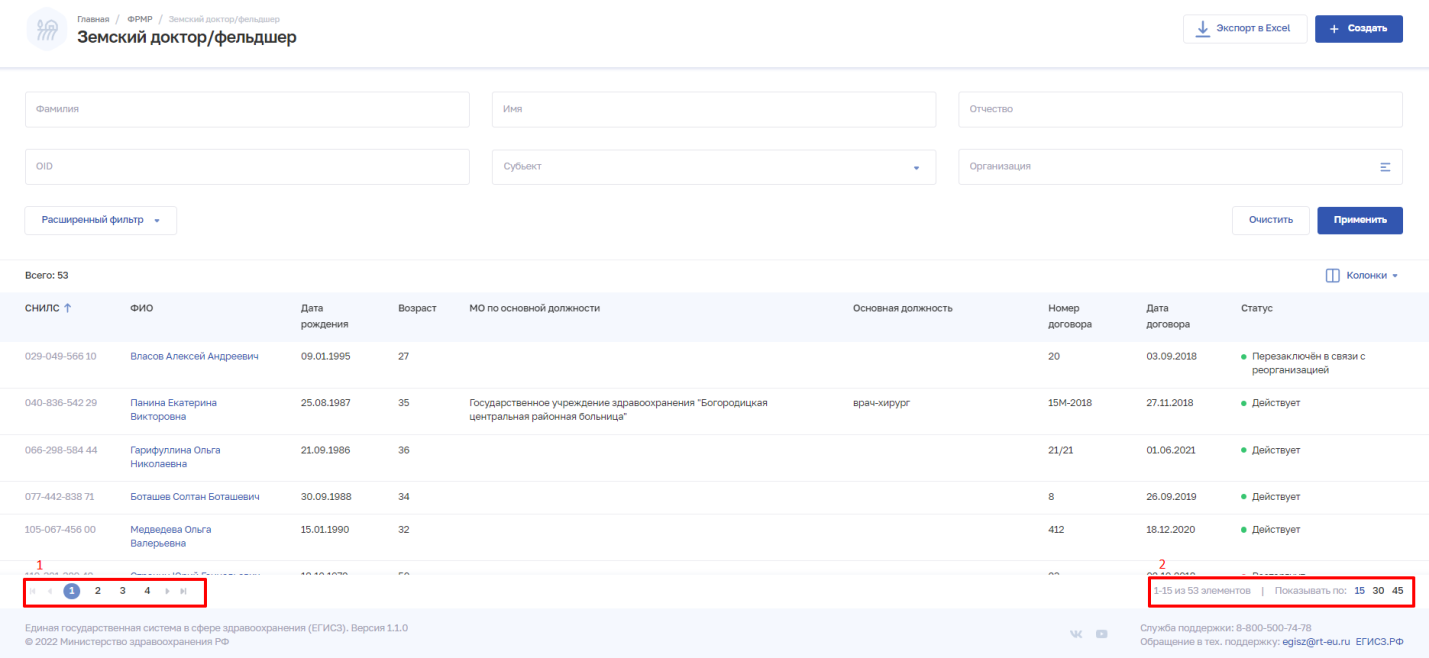 Главная / ФРМР / Земский доктор/фельдшер
Земский доктор/фельдшер
Экспорт в Excel
+ Создать
Фамилия
Имя
Отчество
OID
Субъект
Организация
Расширенный фильтр
Очистить
Применить
Всего: 53
Колонки
СНИЛС ↑ ФИО Дата рождения Возраст МО по основной должности Основная должность Номер договора Дата договора Статус
029-049-566 10 Власов Алексей Андреевич 09.01.1995 27 20 03.09.2018 Перезаключён в связи с
реорганизацией
040-836-542 29 Панина Екатерина 25.08.1987 35 Государственное учреждение здравоохранения "Богородицкая врач-хирург 15М-2018 27.11.2018 Действует
Викторовна центральная районная больница"
066-298-584 44 Гарифуллина Ольга 21.09.1986 36 21/21 01.06.2021 Действует
Николаевна
077-442-838 71 Боташев Солтан Боташевич 30.09.1988 34 8 26.09.2019 Действует
105-067-456 00 Медведева Ольга 15.01.1990 32 412 18.12.2020 Действует
Валерьевна
1
2
1 2 3 4
1-15 из 53 элементов | Показывать по: 15 30 45
Единая государственная система в сфере здравоохранения (ЕГИСЗ). Версия 1.1.0
© 2022 Министерство здравоохранения РФ
Служба поддержки: 8-800-500-74-78
Обращение в тех. поддержку: egisz@rt-eu.ru ЕГИСЗ.РФ